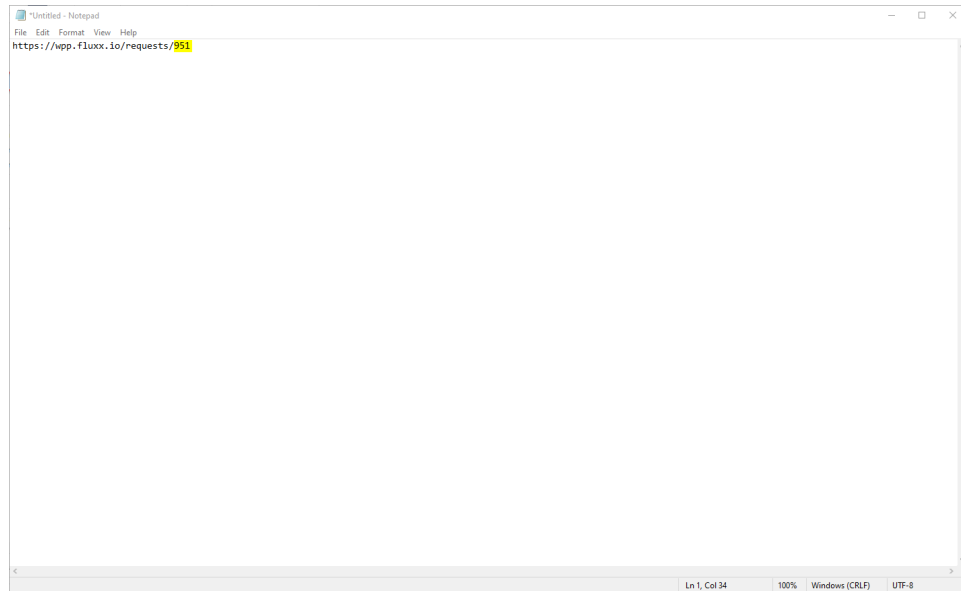 *Untitled - Notepad
File Edit Format View Help
https://wpp.fluxx.io/requests/951
Ln 1, Col 34 100% Windows (CRLF) UTF-8